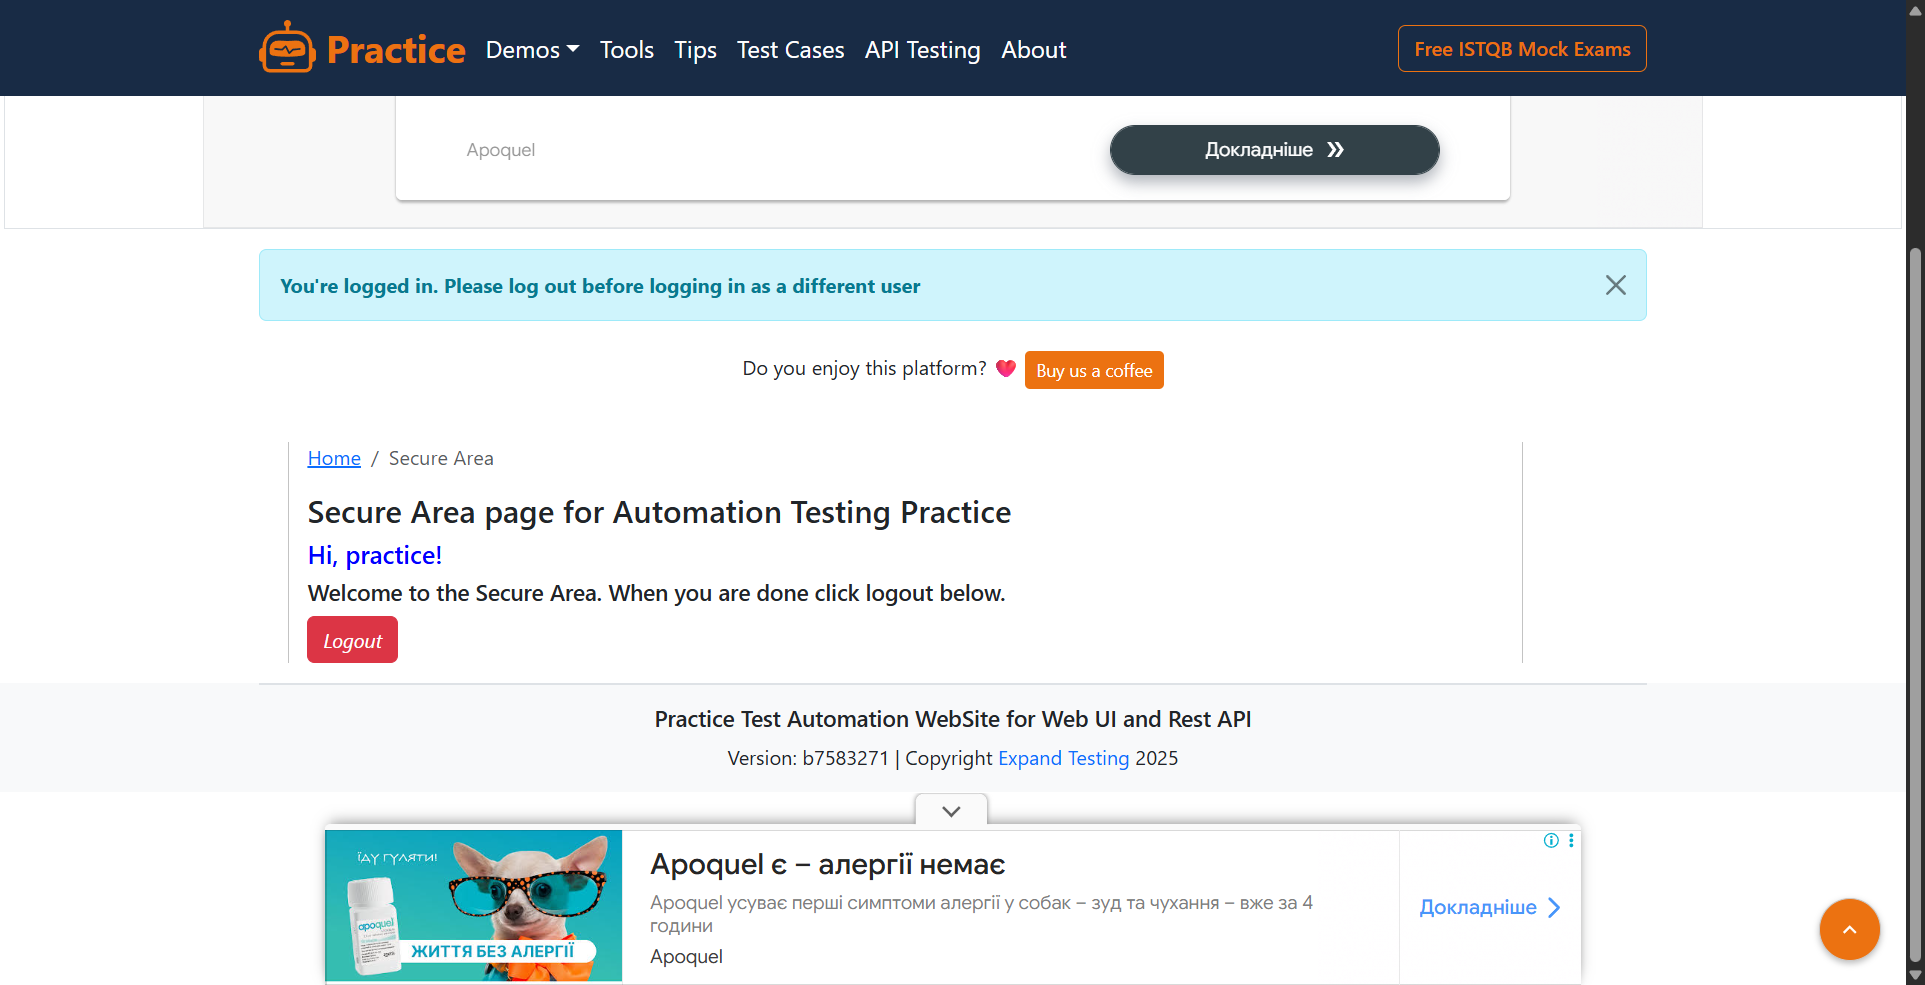 Practice Demos Tools Tips Test Cases API Testing About Free ISTQB Mock Exams
Apoquel Докладніше
You're logged in. Please log out before logging in as a different user
Do you enjoy this platform? Buy us a coffee
Home / Secure Area
Secure Area page for Automation Testing Practice
Hi, practice!
Welcome to the Secure Area. When you are done click logout below.
Logout
Practice Test Automation WebSite for Web UI and Rest API
Version: b7583271 | Copyright Expand Testing 2025
ЇДУ ГУЛЯТИ!
apoquel
ЖИТТЯ БЕЗ АЛЕРГІЇ
Apoquel є – алергії немає
Apoquel усуває перші симптоми алергії у собак – зуд та чухання – вже за 4
години
Apoquel
Докладніше